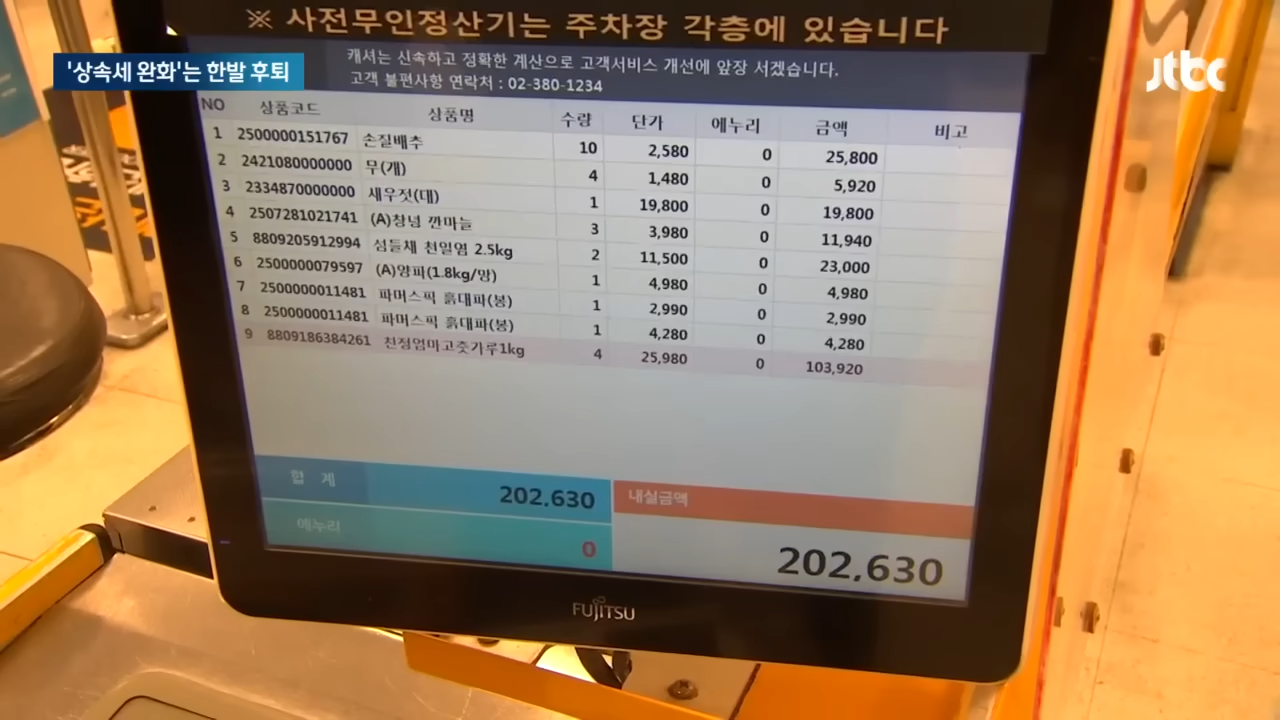 ※ 사전무인정산기는 주차장 각층에 있습니다
'상속세 완화'는 한발 후퇴
jtbc
캐셔는 신속하고 정확한 계산으로 고객서비스 개선에 앞장 서겠습니다.
고객 불편사항 연락처 : 02-380-1234
NO 상품코드 상품명 수량 단가 에누리 금액 비고
1 2500000151767 손질배추 10 2,580 0 25,800
2 2421080000000 무(개) 4 1,480 0 5,920
3 2334870000000 새우젓(대) 1 19,800 0 19,800
4 2507281021741 (A)창녕 깐마늘 3 3,980 0 11,940
5 8809205912994 섬들채 천일염 2.5kg 2 11,500 0 23,000
6 2500000079597 (A)양파(1.8kg/망) 1 4,980 0 4,980
7 2500000011481 파머스픽 흙대파(봉) 1 2,990 0 2,990
8 2500000011481 파머스픽 흙대파(봉) 1 4,280 0 4,280
9 8809186384261 친정엄마고춧가루1kg 4 25,980 0 103,920
합 계 202,630 내실금액
에누리 0 202,630
FUJITSU